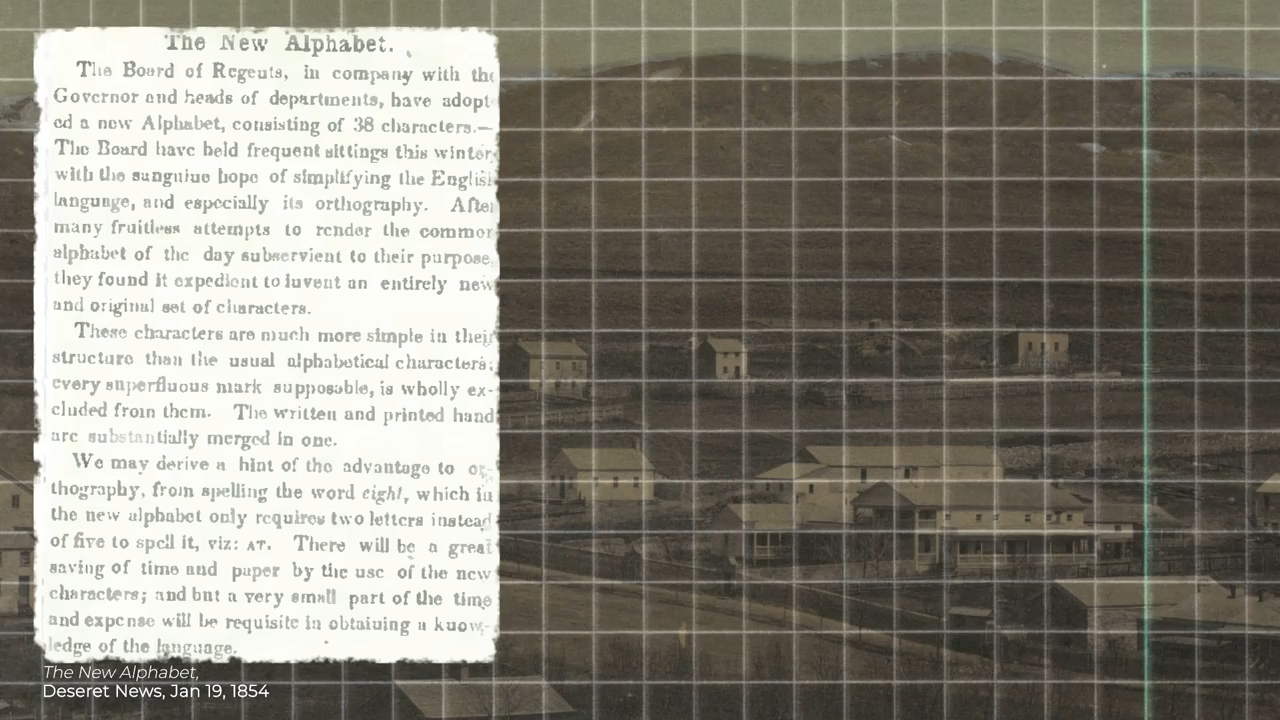 The New Alphabet.
The Board of Regents, in company with the
Governor and heads of departments, have adopt-
ed a new Alphabet, consisting of 38 characters.—
The Board have held frequent sittings this winter,
with the sanguine hope of simplifying the English
language, and especially its orthography. After
many fruitless attempts to render the common
alphabet of the day subservient to their purpose,
they found it expedient to invent an entirely new
and original set of characters.
These characters are much more simple in their
structure than the usual alphabetical characters;
every superfluous mark supposable, is wholly ex-
cluded from them. The written and printed hand
are substantially merged in one.
We may derive a hint of the advantage to or-
thography, from spelling the word eight, which in
the new alphabet only requires two letters instead
of five to spell it, viz: AT. There will be a great
saving of time and paper by the use of the new
characters; and but a very small part of the time
and expense will be requisite in obtaining a know-
ledge of the language.
The New Alphabet,
Deseret News, Jan 19, 1854